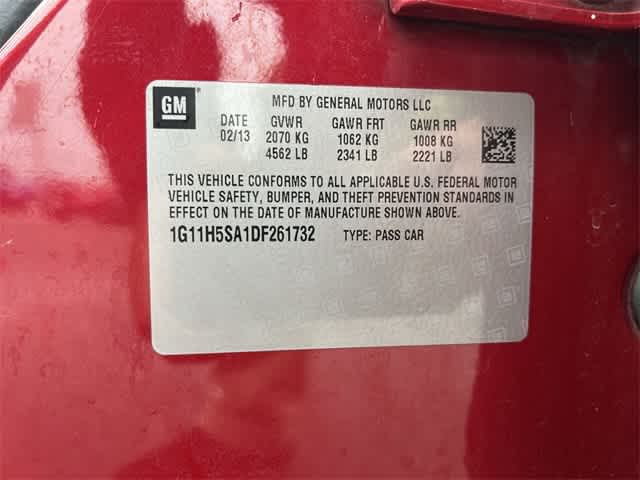 GM
MFD BY GENERAL MOTORS LLC
DATE GVWR GAWR FRT GAWR RR
02/13 2070 KG 1062 KG 1008 KG
4562 LB 2341 LB 2221 LB
THIS VEHICLE CONFORMS TO ALL APPLICABLE U.S. FEDERAL MOTOR
VEHICLE SAFETY, BUMPER, AND THEFT PREVENTION STANDARDS IN
EFFECT ON THE DATE OF MANUFACTURE SHOWN ABOVE.
1G11H5SA1DF261732 TYPE: PASS CAR